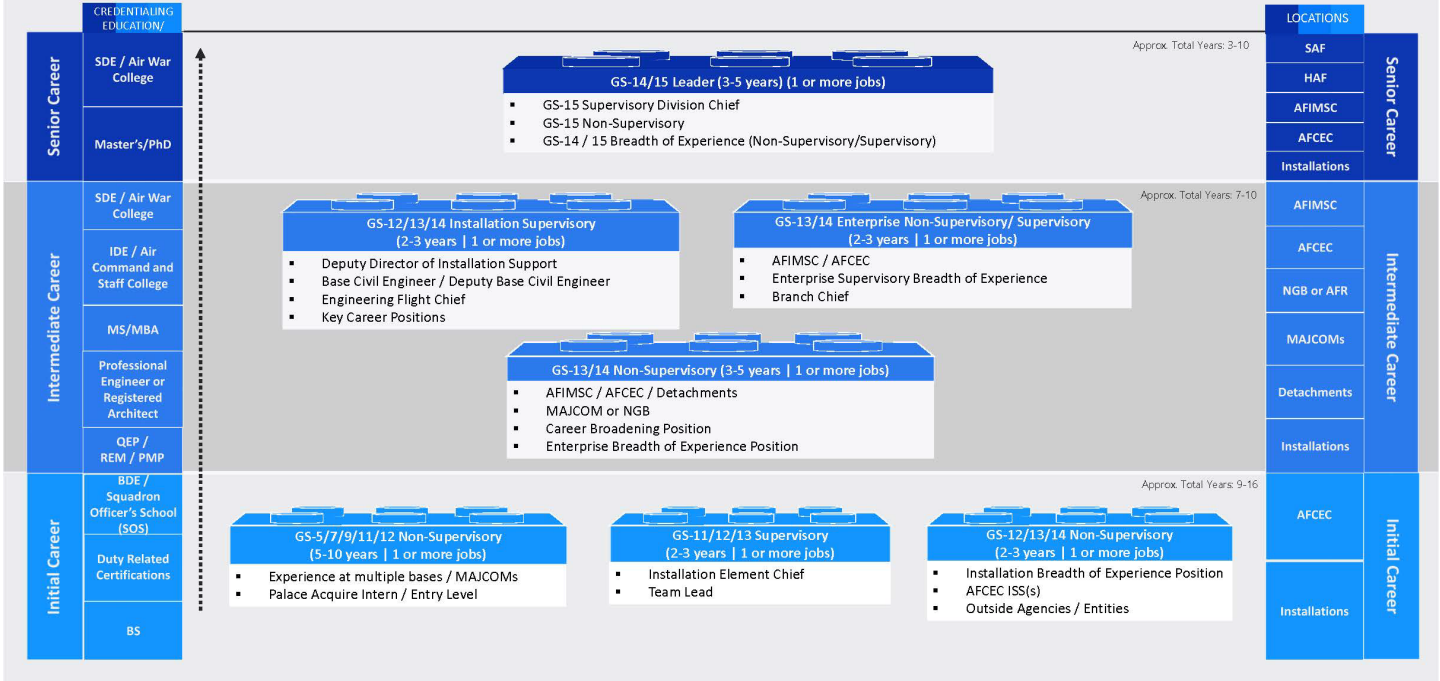 CREDENTIALING
EDUCATION/
LOCATIONS
Senior Career
SDE / Air War
College
Master's/PhD
Approx. Total Years: 3-10
GS-14/15 Leader (3-5 years) (1 or more jobs)
▪ GS-15 Supervisory Division Chief
▪ GS-15 Non-Supervisory
▪ GS-14 / 15 Breadth of Experience (Non-Supervisory/Supervisory)
SAF
HAF
AFIMSC
AFCEC
Installations
Senior Career
Intermediate Career
SDE / Air War
College
IDE / Air
Command and
Staff College
MS/MBA
Professional
Engineer or
Registered
Architect
QEP /
REM / PMP
Approx. Total Years: 7-10
GS-12/13/14 Installation Supervisory
(2-3 years | 1 or more jobs)
▪ Deputy Director of Installation Support
▪ Base Civil Engineer / Deputy Base Civil Engineer
▪ Engineering Flight Chief
▪ Key Career Positions
GS-13/14 Enterprise Non-Supervisory/ Supervisory
(2-3 years | 1 or more jobs)
▪ AFIMSC / AFCEC
▪ Enterprise Supervisory Breadth of Experience
▪ Branch Chief
GS-13/14 Non-Supervisory (3-5 years | 1 or more jobs)
▪ AFIMSC / AFCEC / Detachments
▪ MAJCOM or NGB
▪ Career Broadening Position
▪ Enterprise Breadth of Experience Position
AFIMSC
AFCEC
NGB or AFR
MAJCOMs
Detachments
Installations
Intermediate Career
Initial Career
BDE /
Squadron
Officer's School
(SOS)
Duty Related
Certifications
BS
Approx. Total Years: 9-16
GS-5/7/9/11/12 Non-Supervisory
(5-10 years | 1 or more jobs)
▪ Experience at multiple bases / MAJCOMs
▪ Palace Acquire Intern / Entry Level
GS-11/12/13 Supervisory
(2-3 years | 1 or more jobs)
▪ Installation Element Chief
▪ Team Lead
GS-12/13/14 Non-Supervisory
(2-3 years | 1 or more jobs)
▪ Installation Breadth of Experience Position
▪ AFCEC ISS(s)
▪ Outside Agencies / Entities
AFCEC
Installations
Initial Career